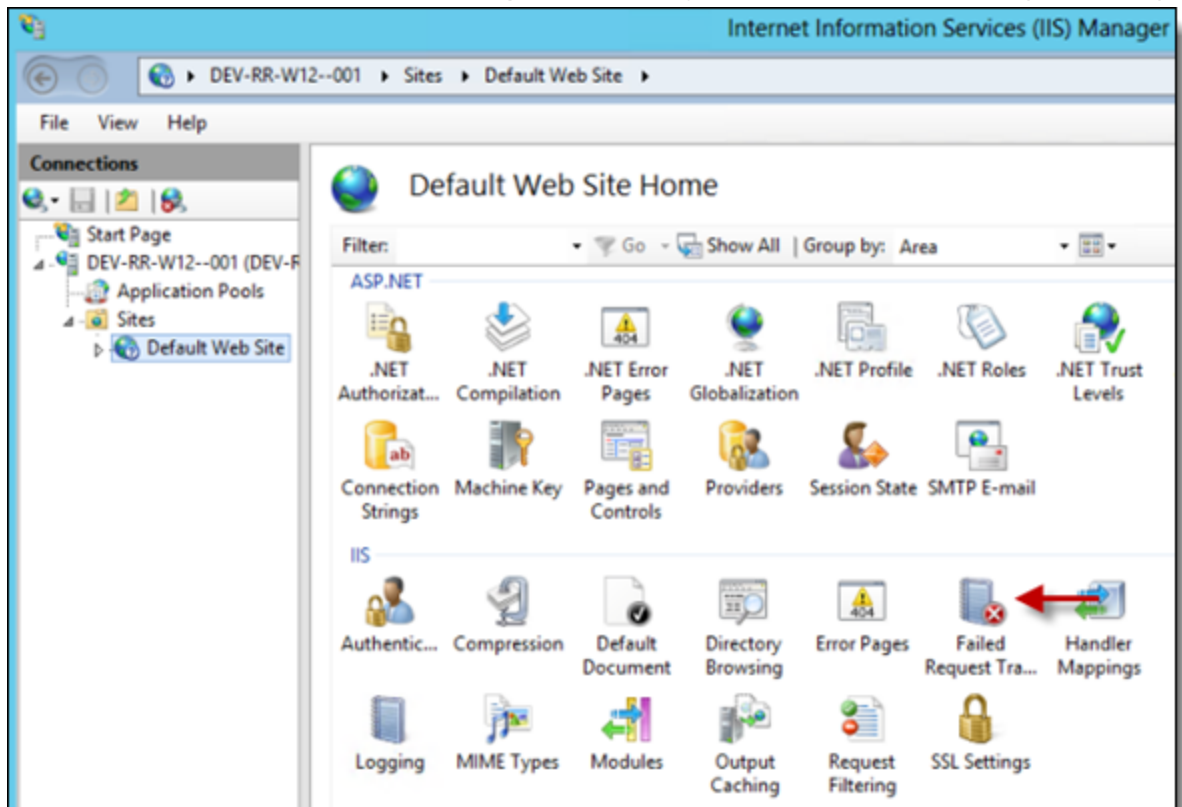 Internet Information Services (IIS) Manager
DEV-RR-W12--001 Sites Default Web Site
File View Help
Connections
Start Page
DEV-RR-W12--001 (DEV-R
Application Pools
Sites
Default Web Site
Default Web Site Home
Filter: Go Show All Group by: Area
ASP.NET
404
.NET Authorizat...
.NET Compilation
.NET Error Pages
.NET Globalization
.NET Profile
.NET Roles
.NET Trust Levels
ab
Connection Strings
Machine Key
Pages and Controls
Providers
Session State
SMTP E-mail
IIS
404
Authentic...
Compression
Default Document
Directory Browsing
Error Pages
Failed Request Tra...
Handler Mappings
Logging
MIME Types
Modules
Output Caching
Request Filtering
SSL Settings